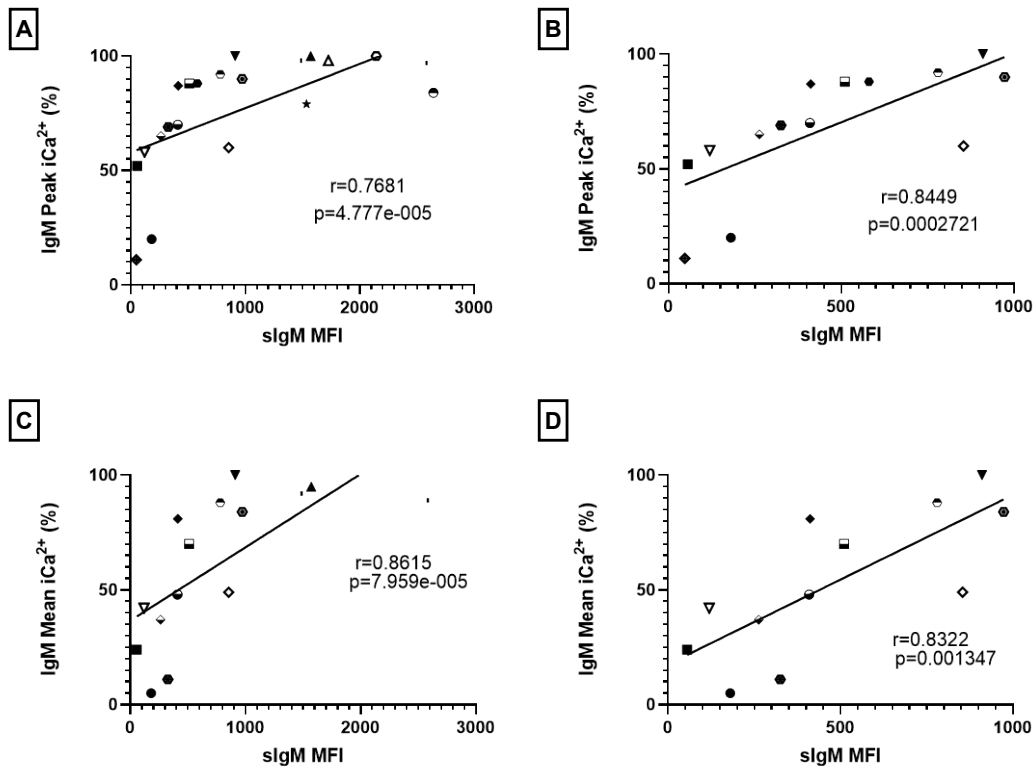 A
IgM Peak iCa²⁺ (%)
100
50
0
r=0.7681
p=4.777e-005
0
1000
2000
3000
sIgM MFI
B
IgM Peak iCa²⁺ (%)
100
50
0
r=0.8449
p=0.0002721
0
500
1000
sIgM MFI
C
IgM Mean iCa²⁺ (%)
100
50
0
r=0.8615
p=7.959e-005
0
1000
2000
3000
sIgM MFI
D
IgM Mean iCa²⁺ (%)
100
50
0
r=0.8322
p=0.001347
0
500
1000
sIgM MFI